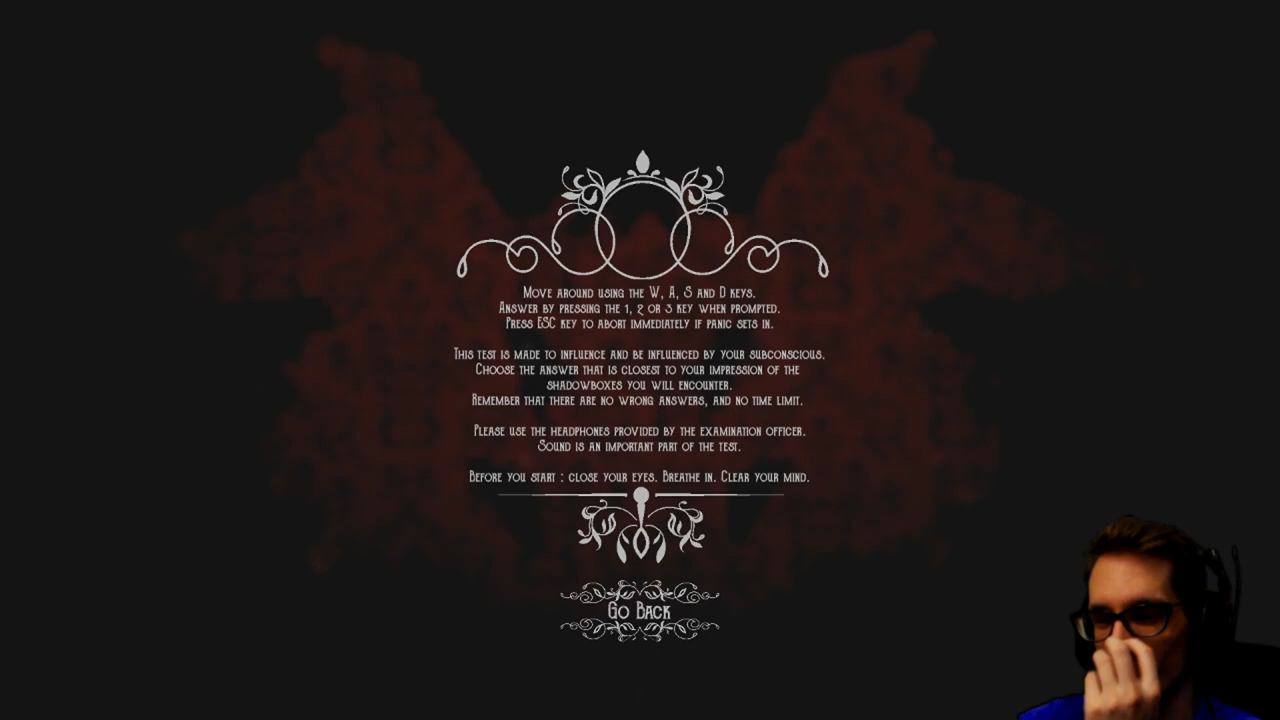 Move around using the W, A, S and D keys.
Answer by pressing the 1, 2 or 3 key when prompted.
Press ESC key to abort immediately if panic sets in.
This test is made to influence and be influenced by your subconscious.
Choose the answer that is closest to your impression of the
shadowboxes you will encounter.
Remember that there are no wrong answers, and no time limit.
Please use the headphones provided by the examination officer.
Sound is an important part of the test.
Before you start : close your eyes. Breathe in. Clear your mind.
Go Back